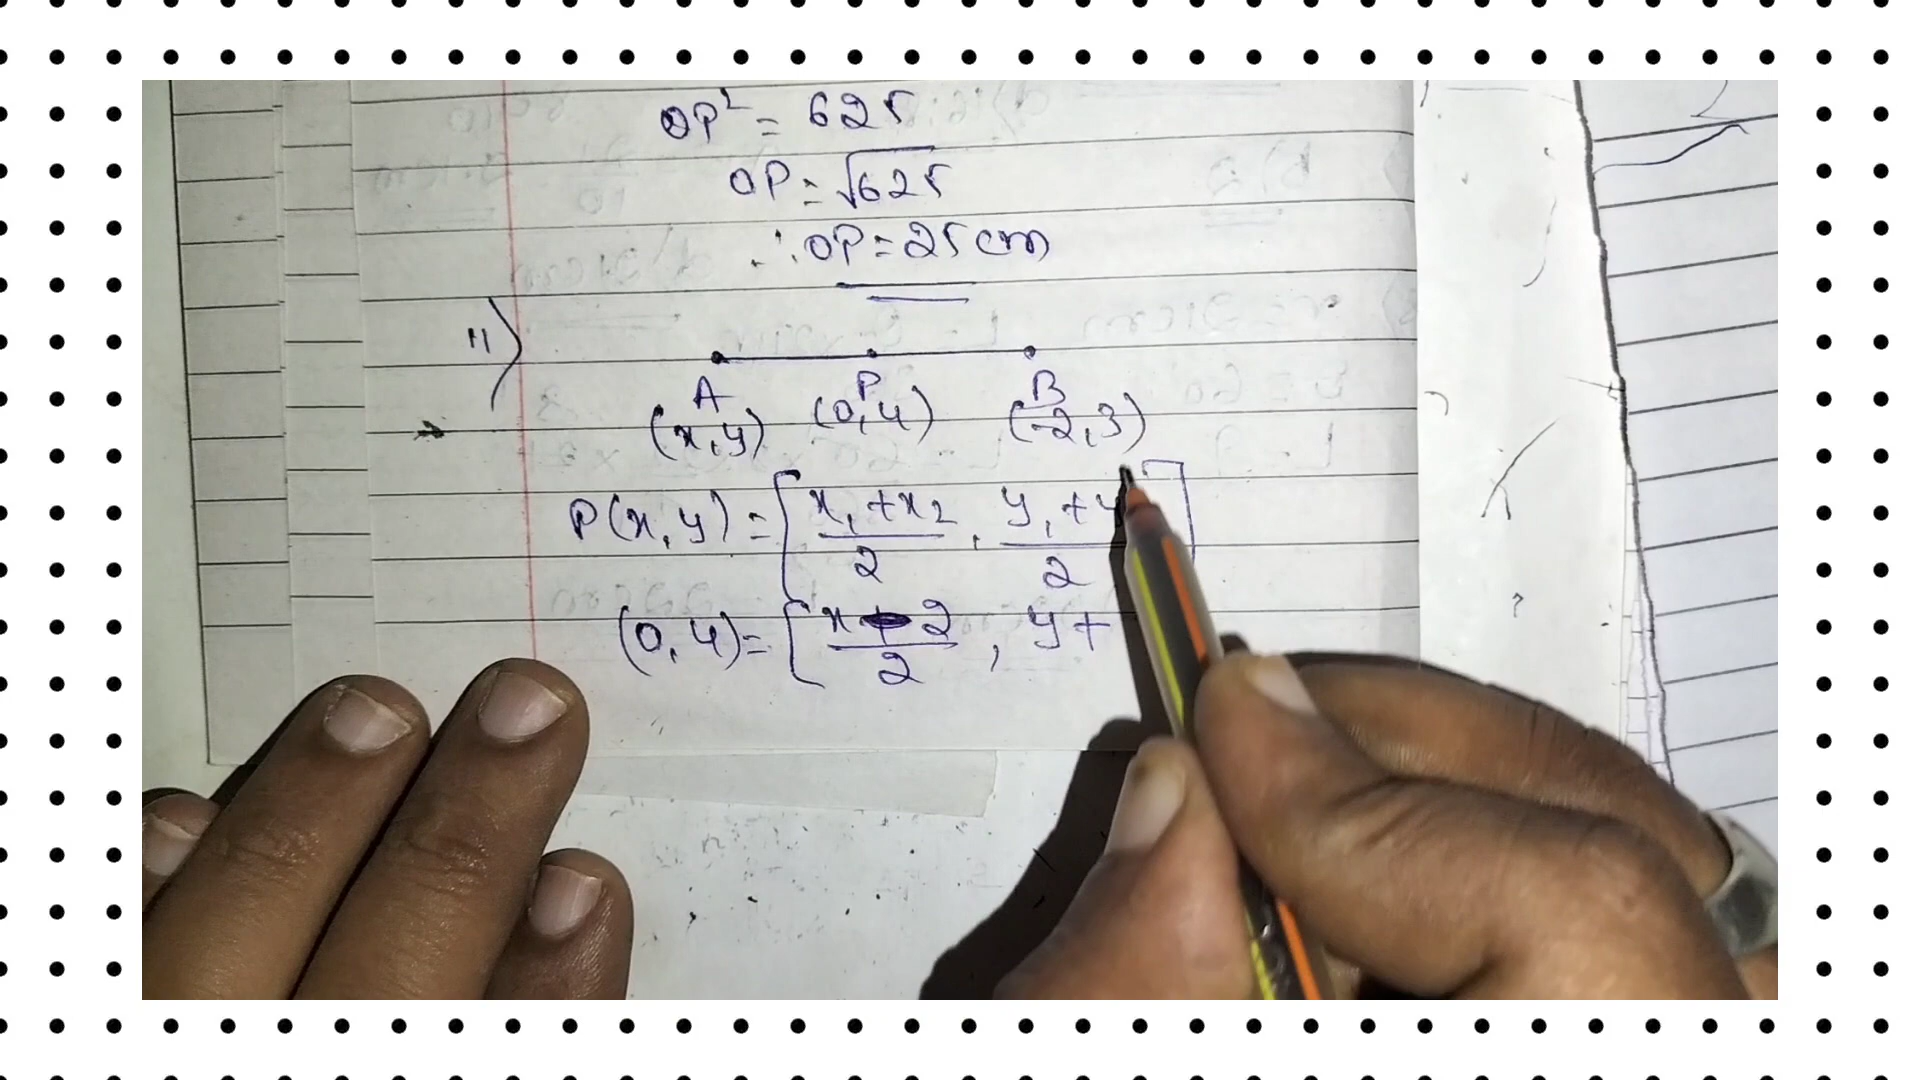 OP² = 625
OP = √625
∴ OP = 25 cm
11)
A P B
(x,y) (0,4) (-2,3)
P(x,y) = [x₁+x₂/2, y₁+y/2]
(0,4) = [x-2/2, y+